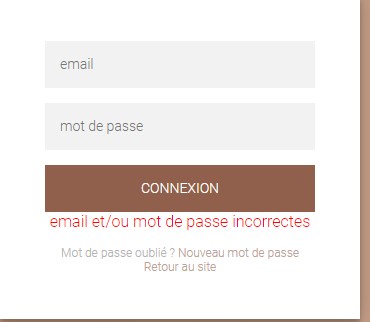 email
mot de passe
CONNEXION
email et/ou mot de passe incorrectes
Mot de passe oublié ? Nouveau mot de passe
Retour au site